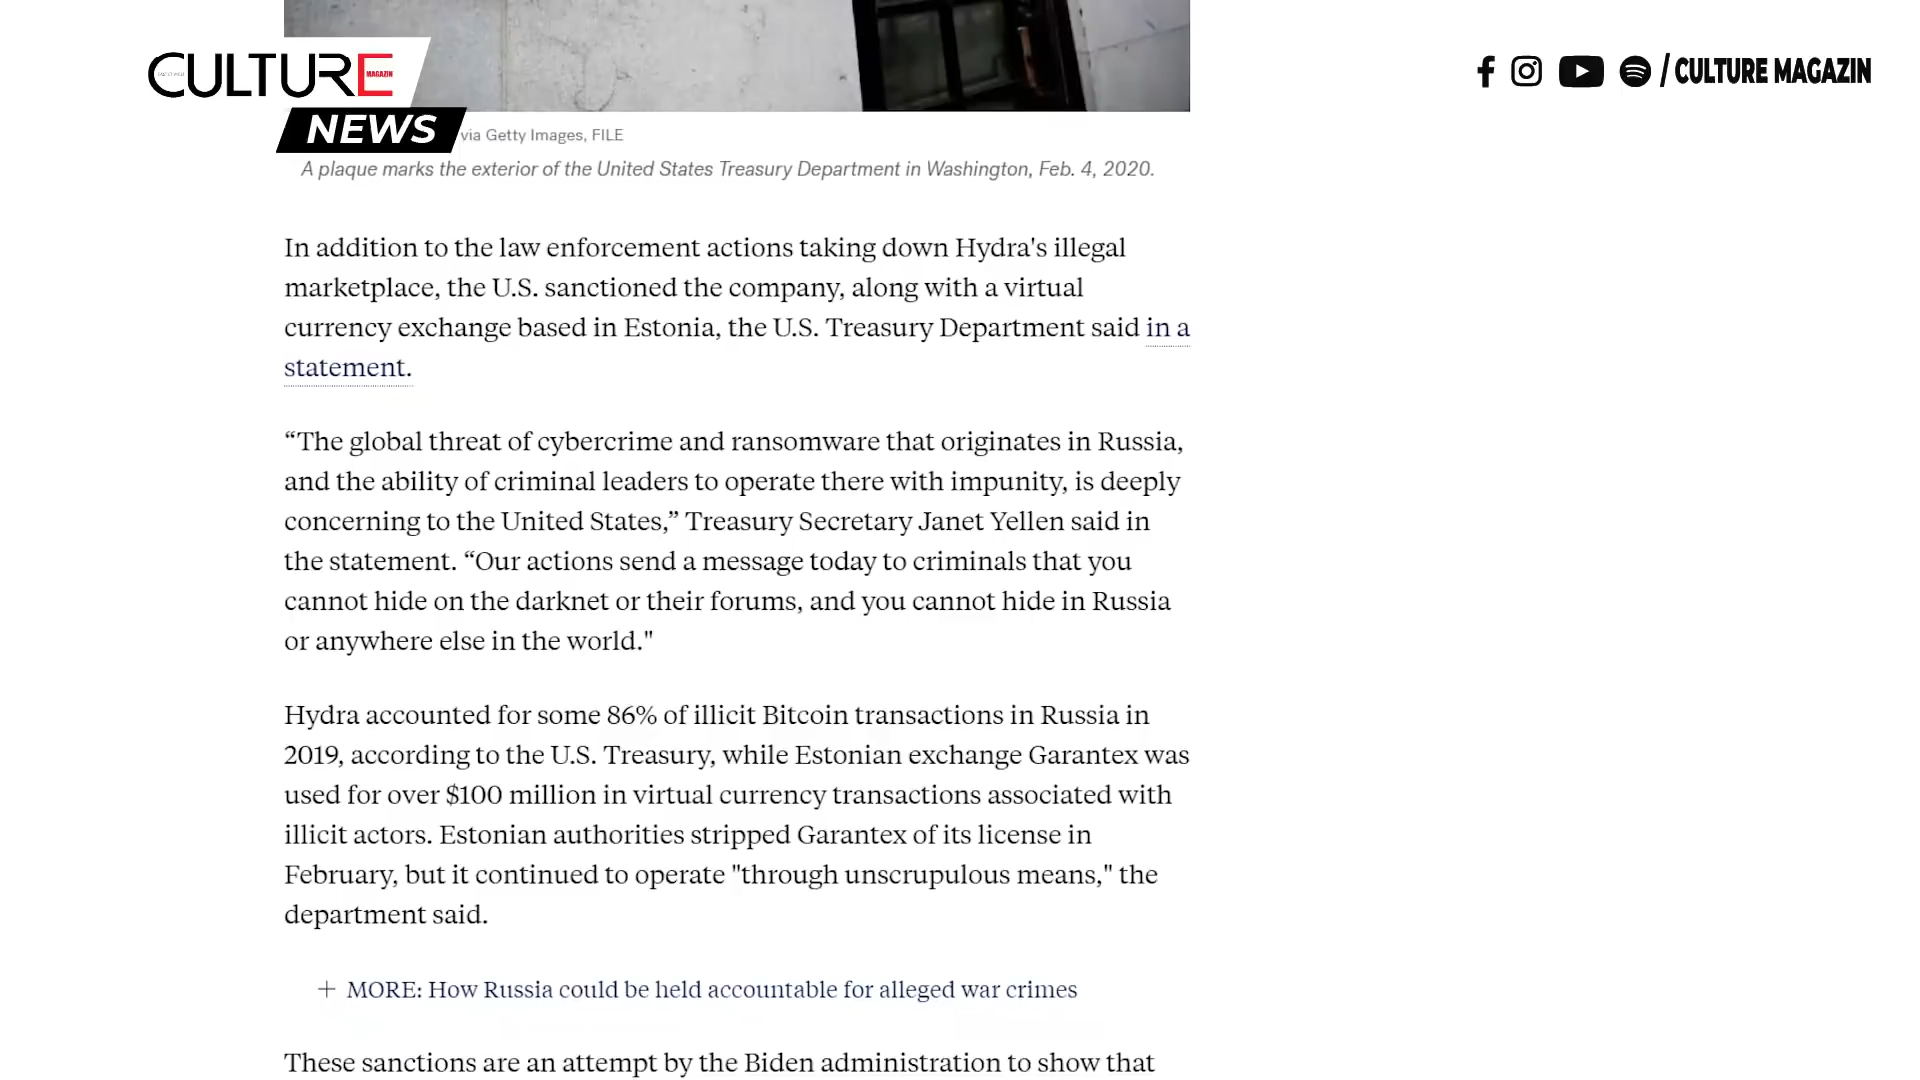 CULTURE
MAGAZIN
NEWS
/ CULTURE MAGAZIN
via Getty Images, FILE
A plaque marks the exterior of the United States Treasury Department in Washington, Feb. 4, 2020.
In addition to the law enforcement actions taking down Hydra's illegal
marketplace, the U.S. sanctioned the company, along with a virtual
currency exchange based in Estonia, the U.S. Treasury Department said in a
statement.
“The global threat of cybercrime and ransomware that originates in Russia,
and the ability of criminal leaders to operate there with impunity, is deeply
concerning to the United States,” Treasury Secretary Janet Yellen said in
the statement. “Our actions send a message today to criminals that you
cannot hide on the darknet or their forums, and you cannot hide in Russia
or anywhere else in the world."
Hydra accounted for some 86% of illicit Bitcoin transactions in Russia in
2019, according to the U.S. Treasury, while Estonian exchange Garantex was
used for over $100 million in virtual currency transactions associated with
illicit actors. Estonian authorities stripped Garantex of its license in
February, but it continued to operate "through unscrupulous means," the
department said.
+ MORE: How Russia could be held accountable for alleged war crimes
These sanctions are an attempt by the Biden administration to show that